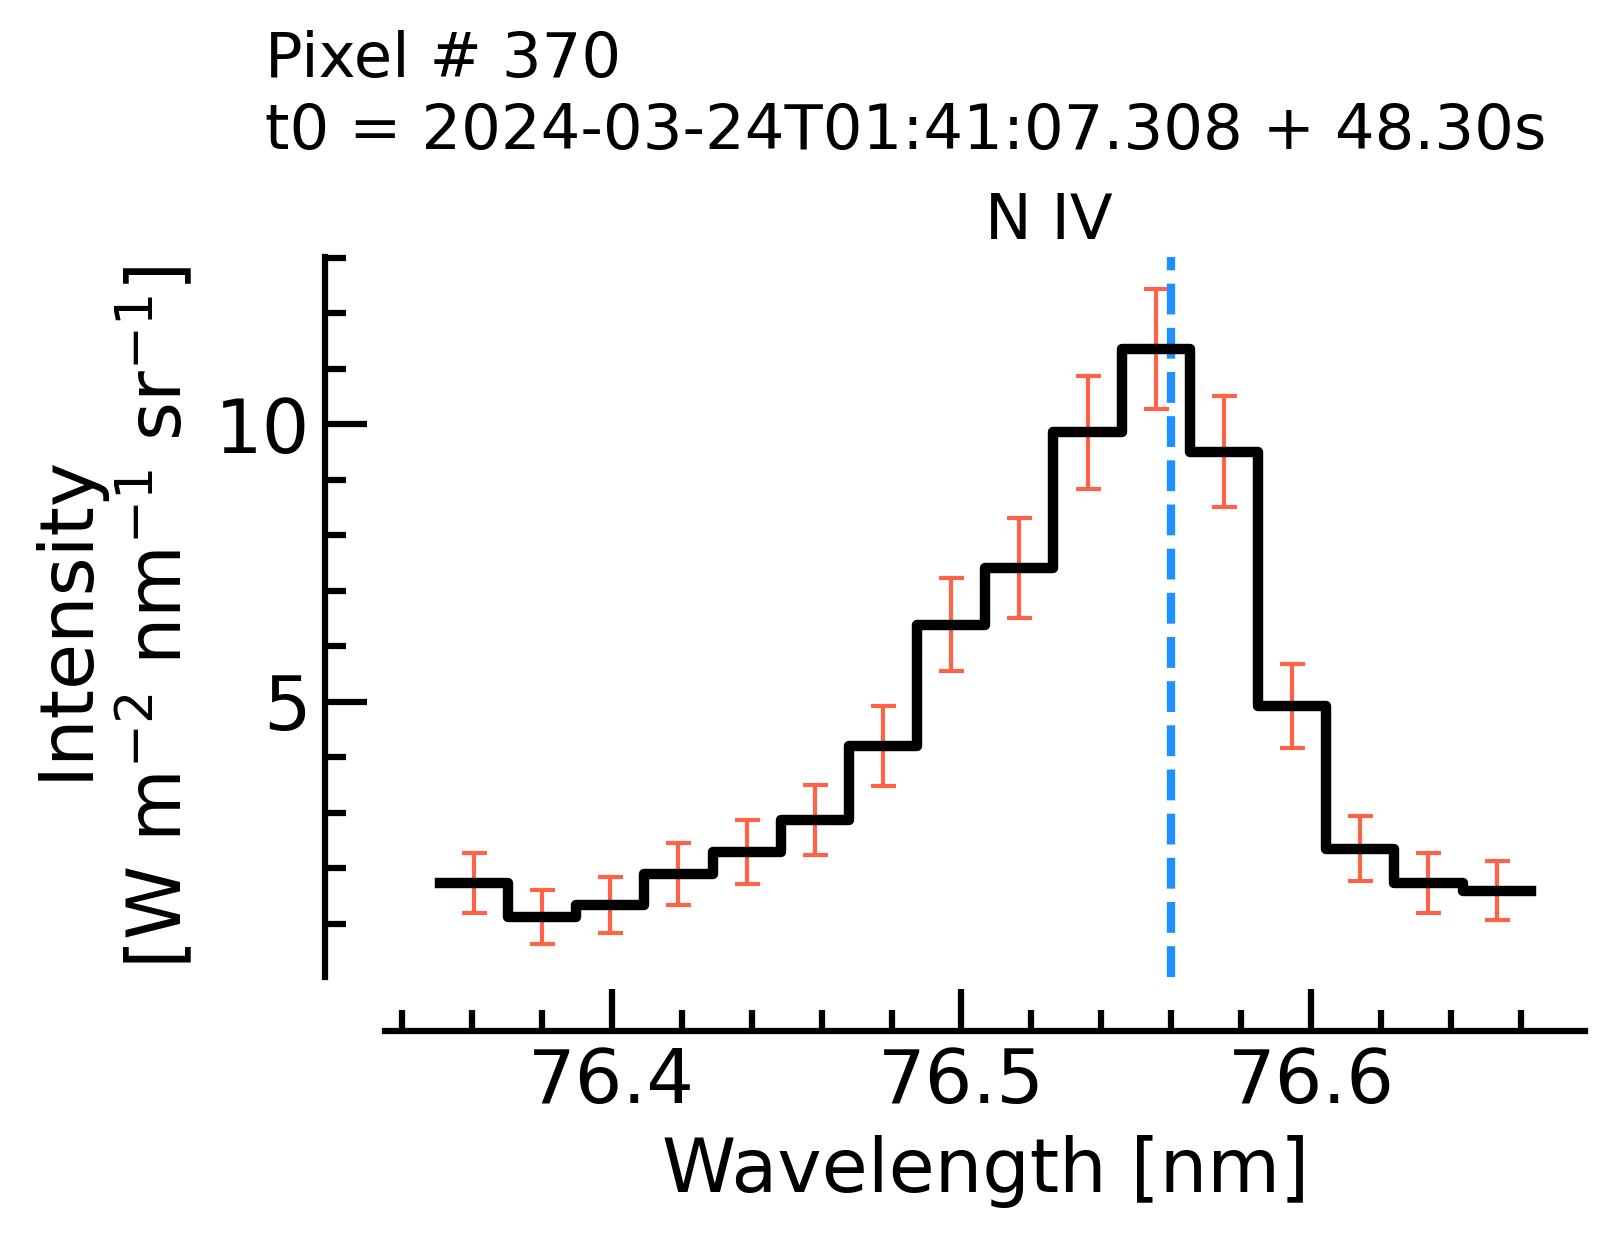 Pixel # 370
t0 = 2024-03-24T01:41:07.308 + 48.30s
N IV
Intensity
[W m⁻² nm⁻¹ sr⁻¹]
10
5
76.4 76.5 76.6
Wavelength [nm]